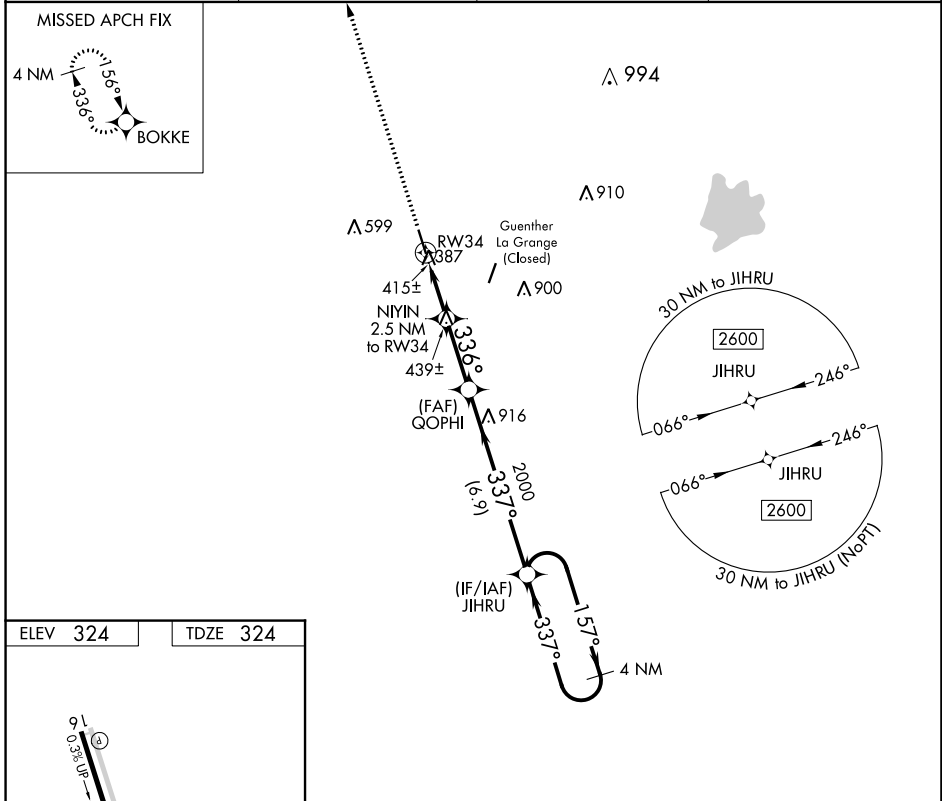 MISSED APCH FIX
4 NM
156°
336°
BOKKE
994
910
599
Guenther
La Grange
(Closed)
RW34
387
415±
900
NIYIN
2.5 NM
to RW34
336°
439±
(FAF)
QOPHI
916
2000
337°
(6.9)
(IF/IAF)
JIHRU
157°
337°
4 NM
30 NM to JIHRU
2600
JIHRU
246°
066°
246°
066°
JIHRU
2600
30 NM to JIHRU (NoPT)
ELEV 324
TDZE 324
16
P
0.3% UP